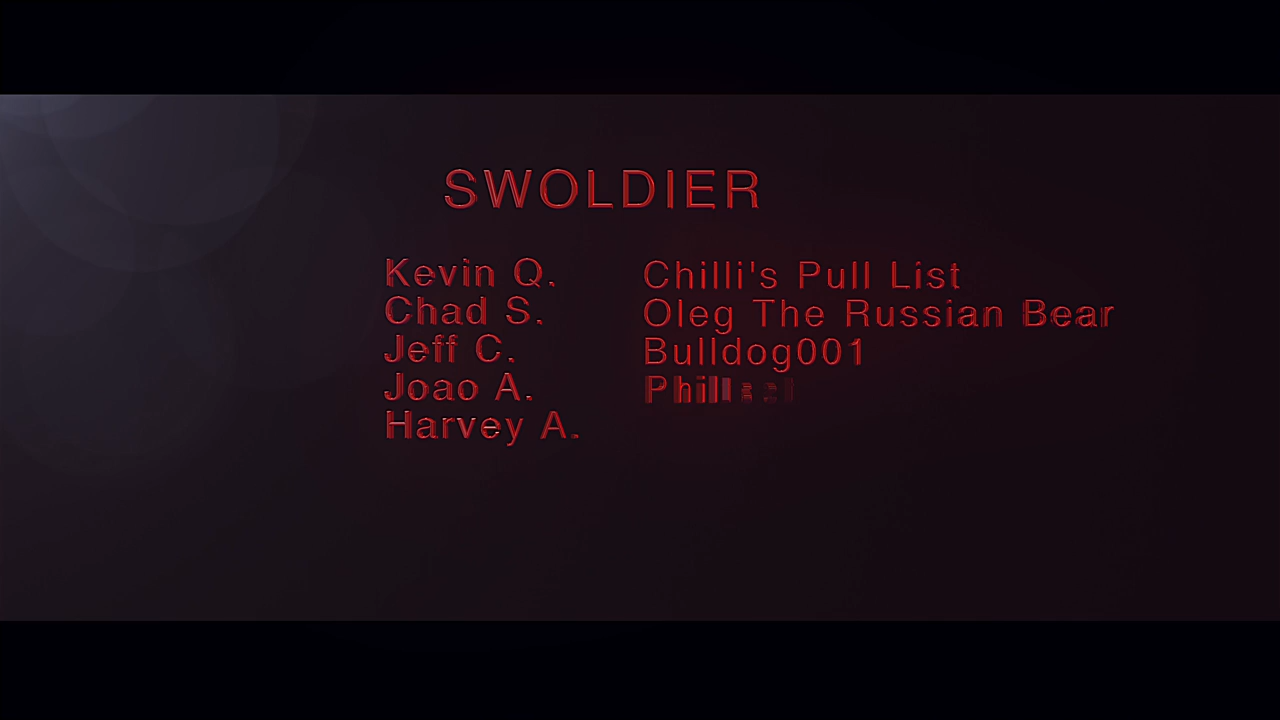 SWOLDIER
Kevin Q.
Chad S.
Jeff C.
Joao A.
Harvey A.
Chilli's Pull List
Oleg The Russian Bear
Bulldog001